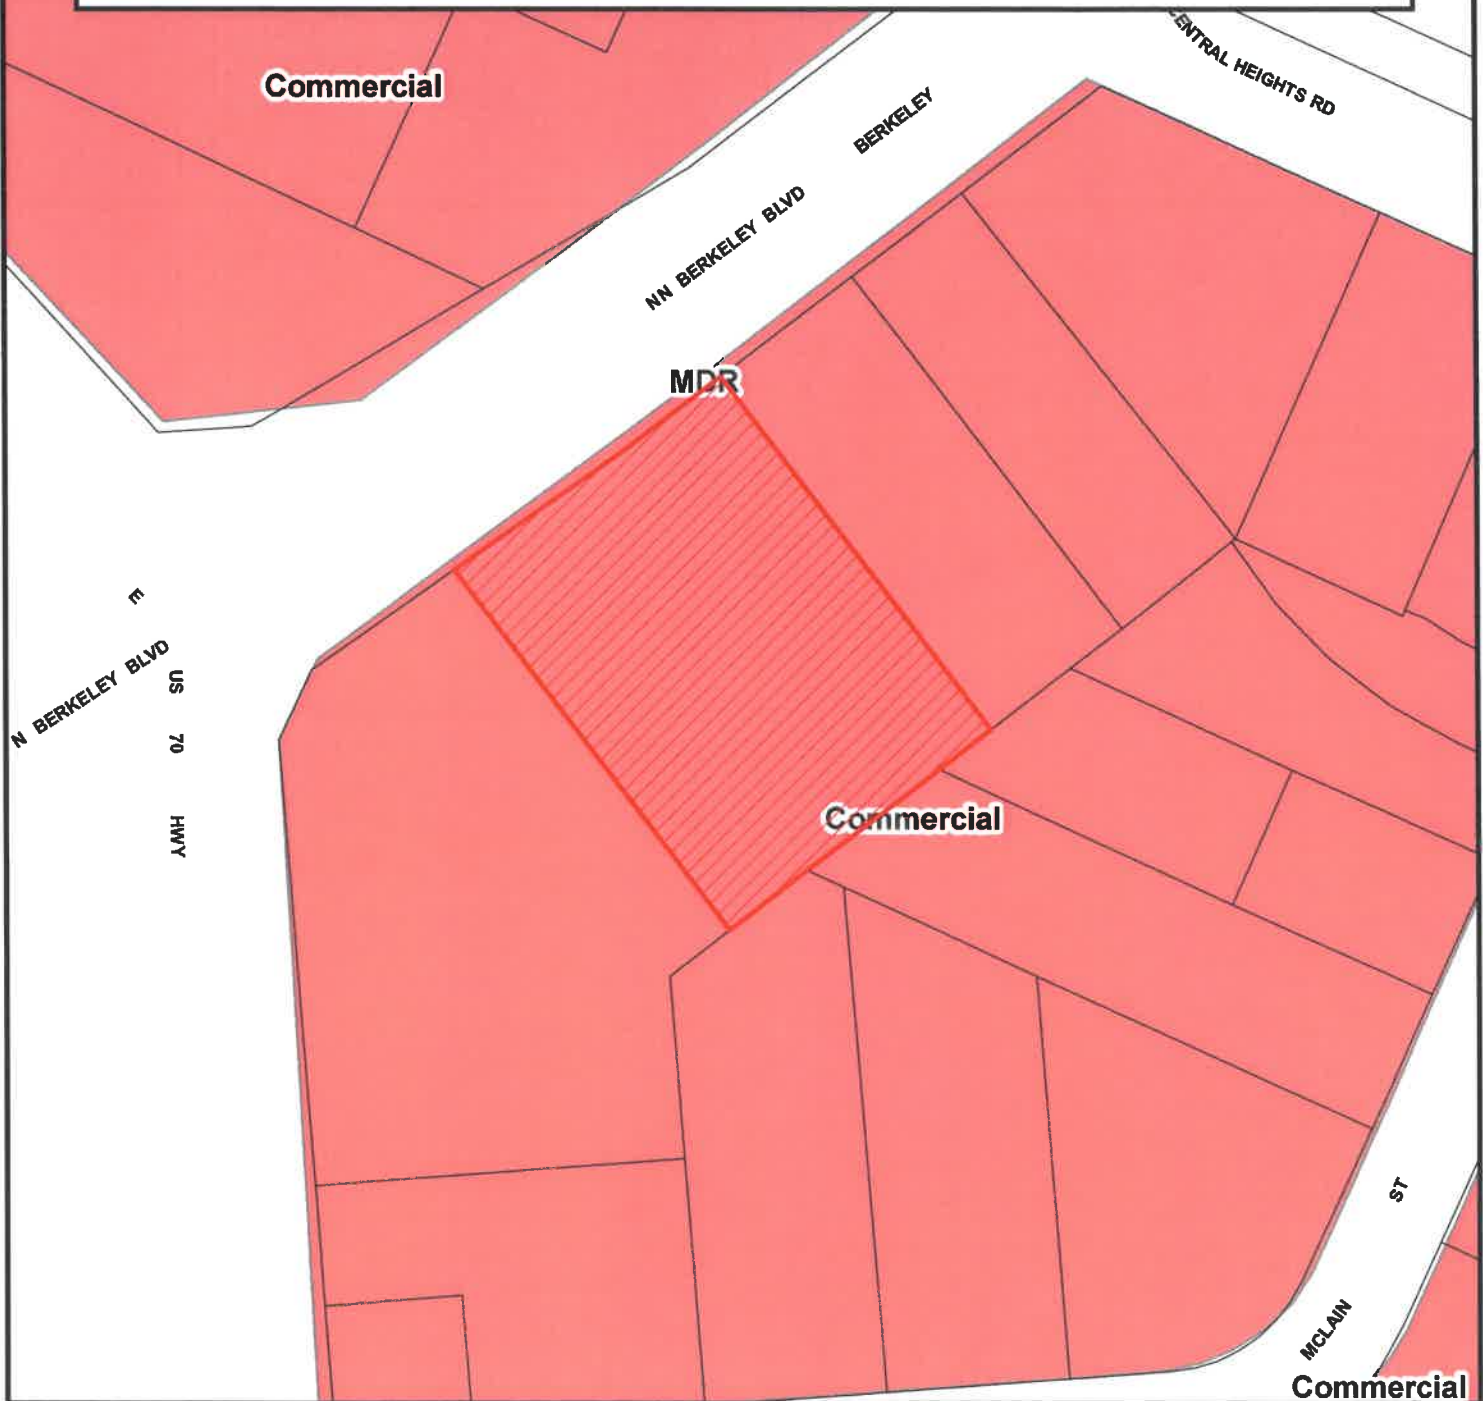 Commercial
CENTRAL HEIGHTS RD
BERKELEY
NN BERKELEY BLVD
MDR
E
N BERKELEY BLVD
US 70 HWY
Commercial
ST
MCLAIN
Commercial